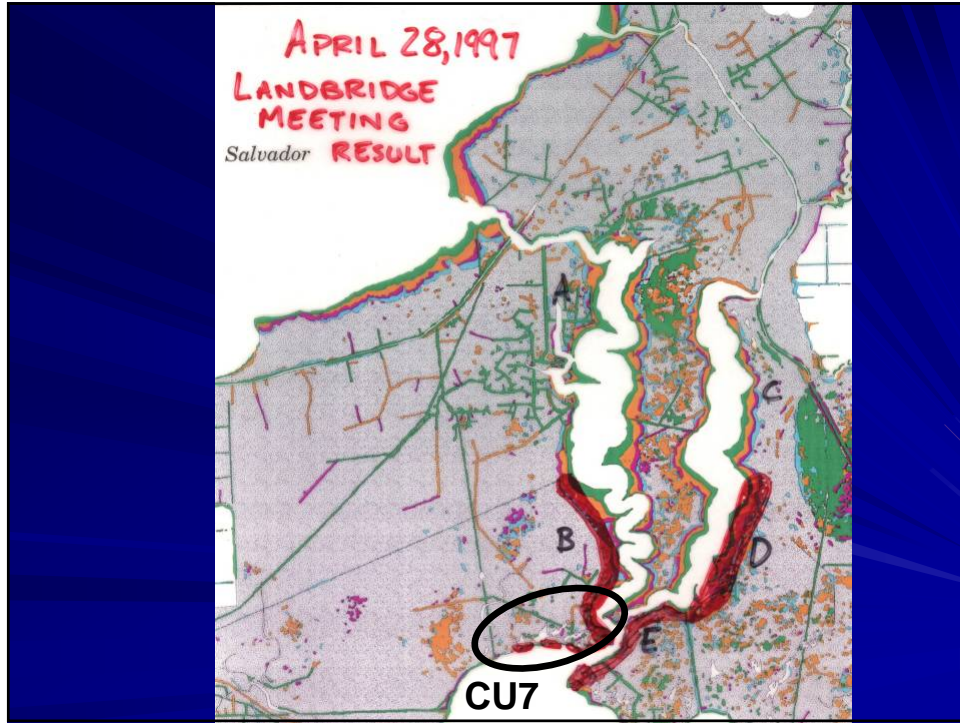 APRIL 28,1997
LANDBRIDGE
MEETING
Salvador RESULT
A
C
B
D
E
CU7